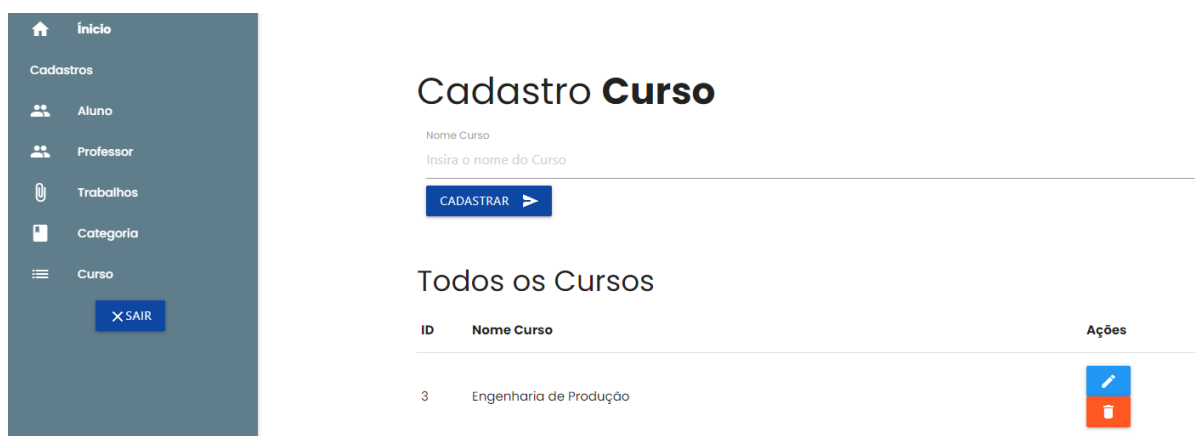 Ínicio
Cadastros
Aluno
Professor
Trabalhos
Categoria
Curso
SAIR
Cadastro Curso
Nome Curso
Insira o nome do Curso
CADASTRAR
Todos os Cursos
ID Nome Curso Ações
3 Engenharia de Produção